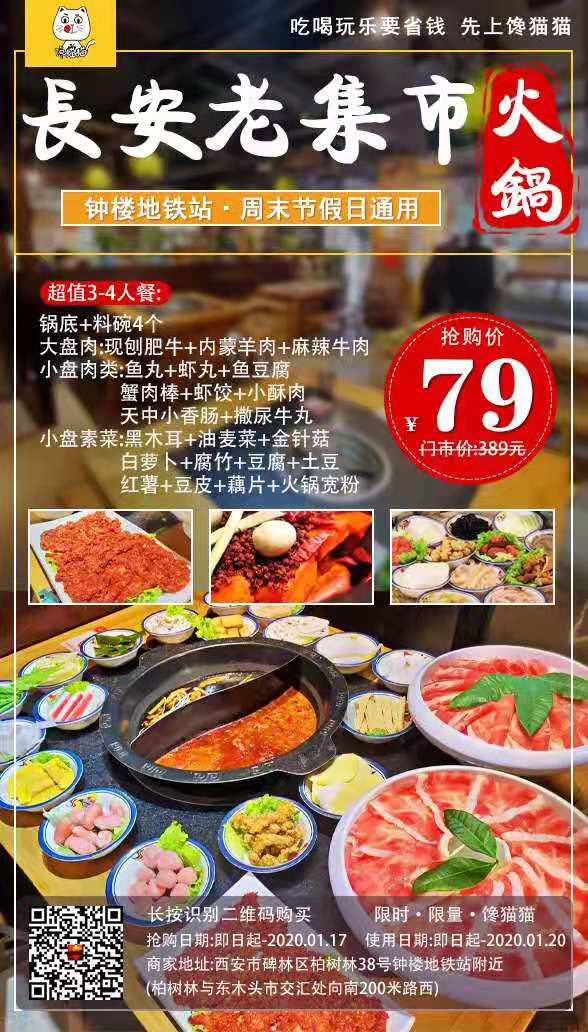 馋猫猫
吃喝玩乐要省钱 先上馋猫猫
長安老集市
火鍋
钟楼地铁站·周末节假日通用
超值3-4人餐:
锅底+料碗4个
大盘肉:现刨肥牛+内蒙羊肉+麻辣牛肉
小盘肉类:鱼丸+虾丸+鱼豆腐
蟹肉棒+虾饺+小酥肉
天中小香肠+撒尿牛丸
小盘素菜:黑木耳+油麦菜+金针菇
白萝卜+腐竹+豆腐+土豆
红薯+豆皮+藕片+火锅宽粉
抢购价
¥79
门市价:389元
长按识别二维码购买
限时·限量·馋猫猫
抢购日期:即日起-2020.01.17 使用日期:即日起-2020.01.20
商家地址:西安市碑林区柏树林38号钟楼地铁站附近
(柏树林与东木头市交汇处向南200米路西)